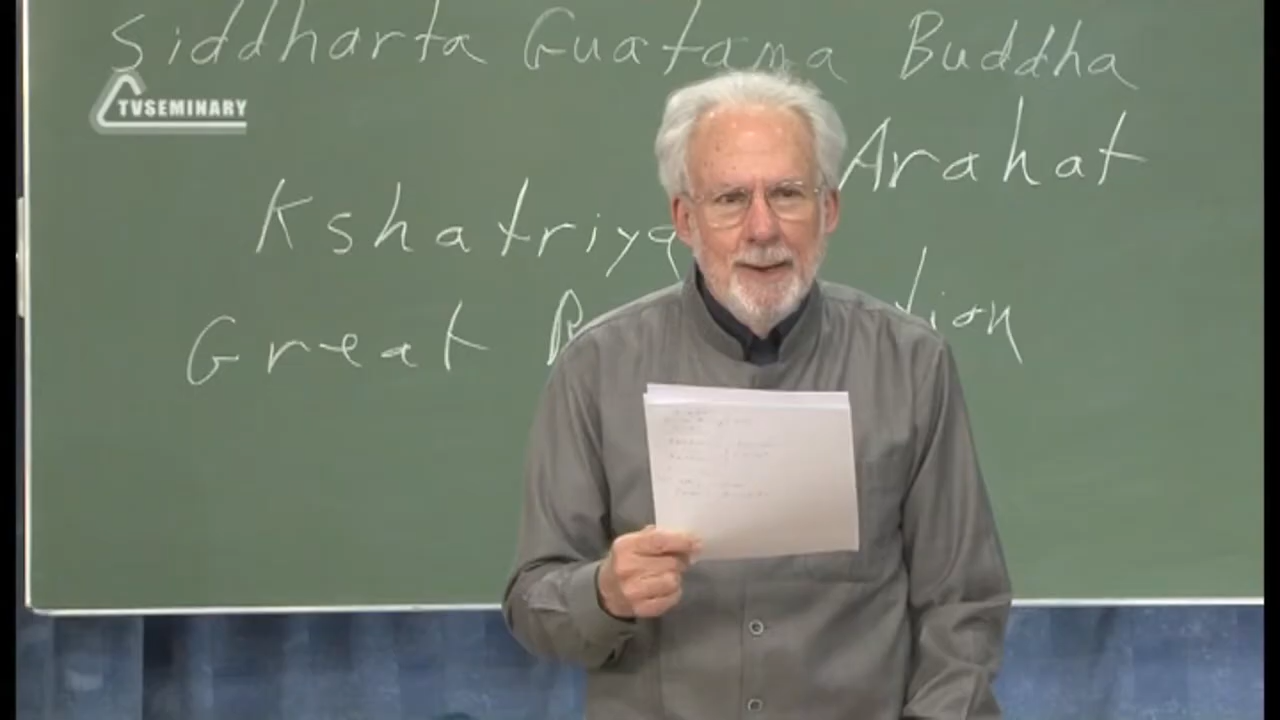 Siddharta Guatama Buddha
TVSEMINARY
Arahat
Kshatriya
Great